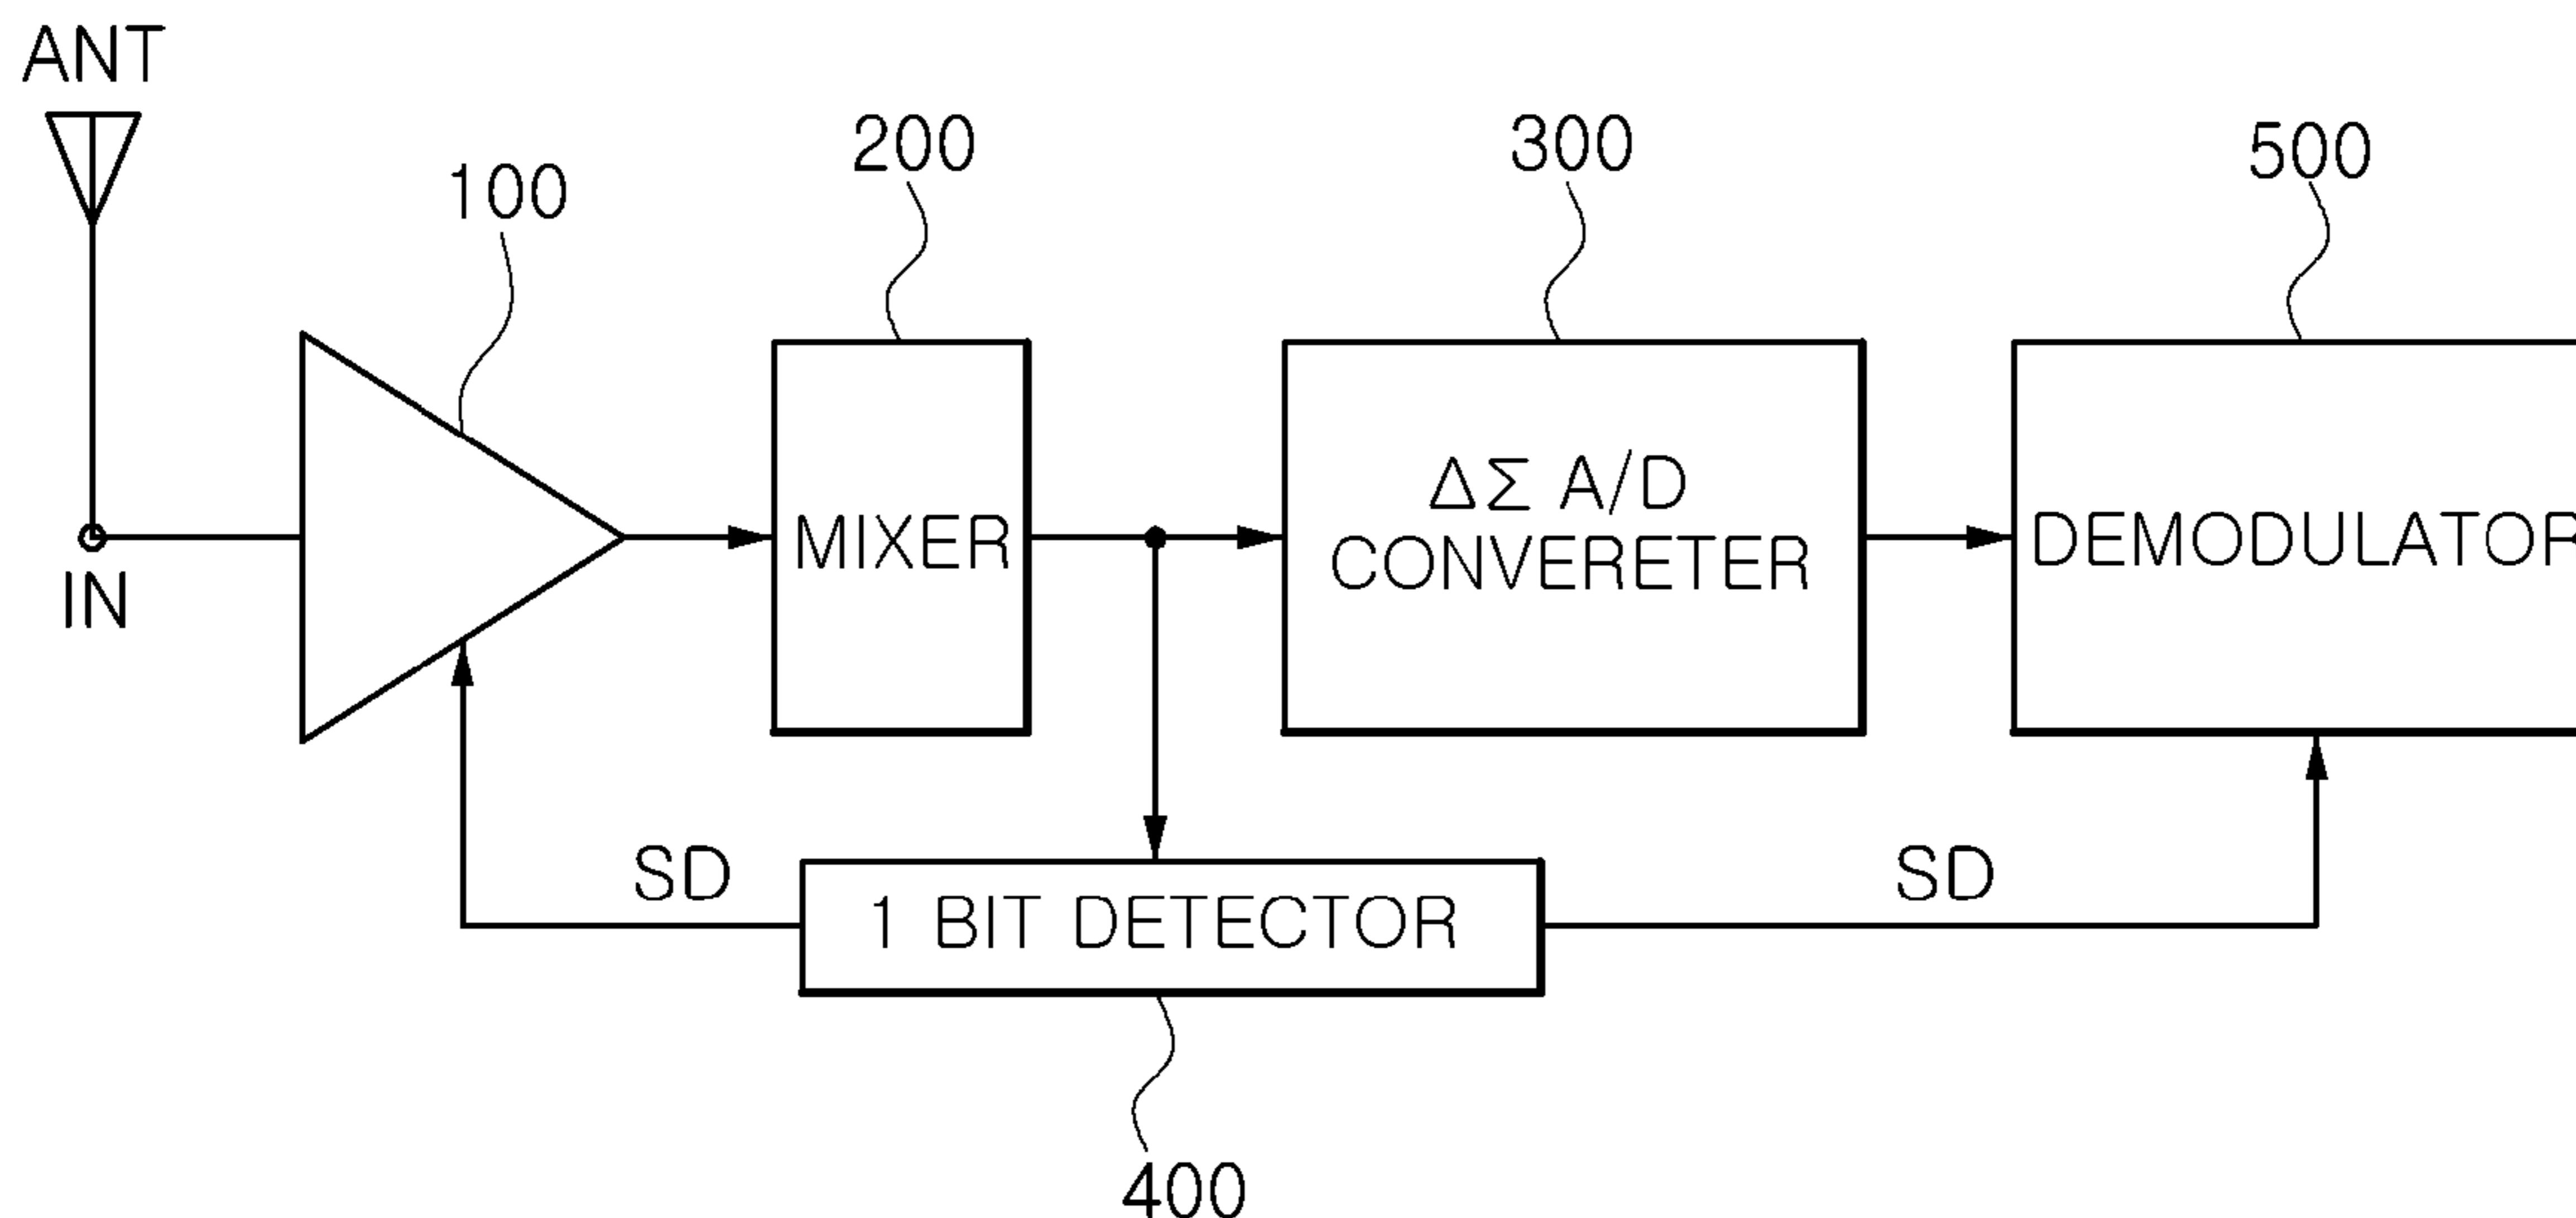 ANT
100
200
300
500
IN
MIXER
ΔΣ A/D
CONVERETER
DEMODULATOR
SD
1 BIT DETECTOR
SD
400